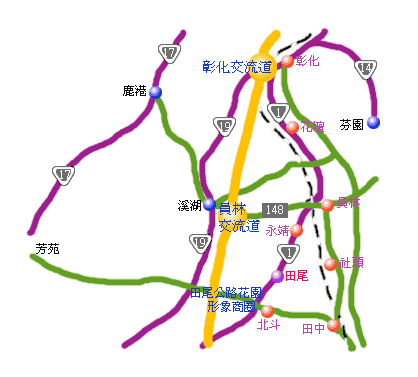 17
彰化
彰化交流道
14
鹿港
1
芬園
19
花壇
17
溪湖
員林
交流道
148
員林
永靖
芳苑
19
1
社頭
田尾
田尾公路花園
形象商圈
北斗
田中